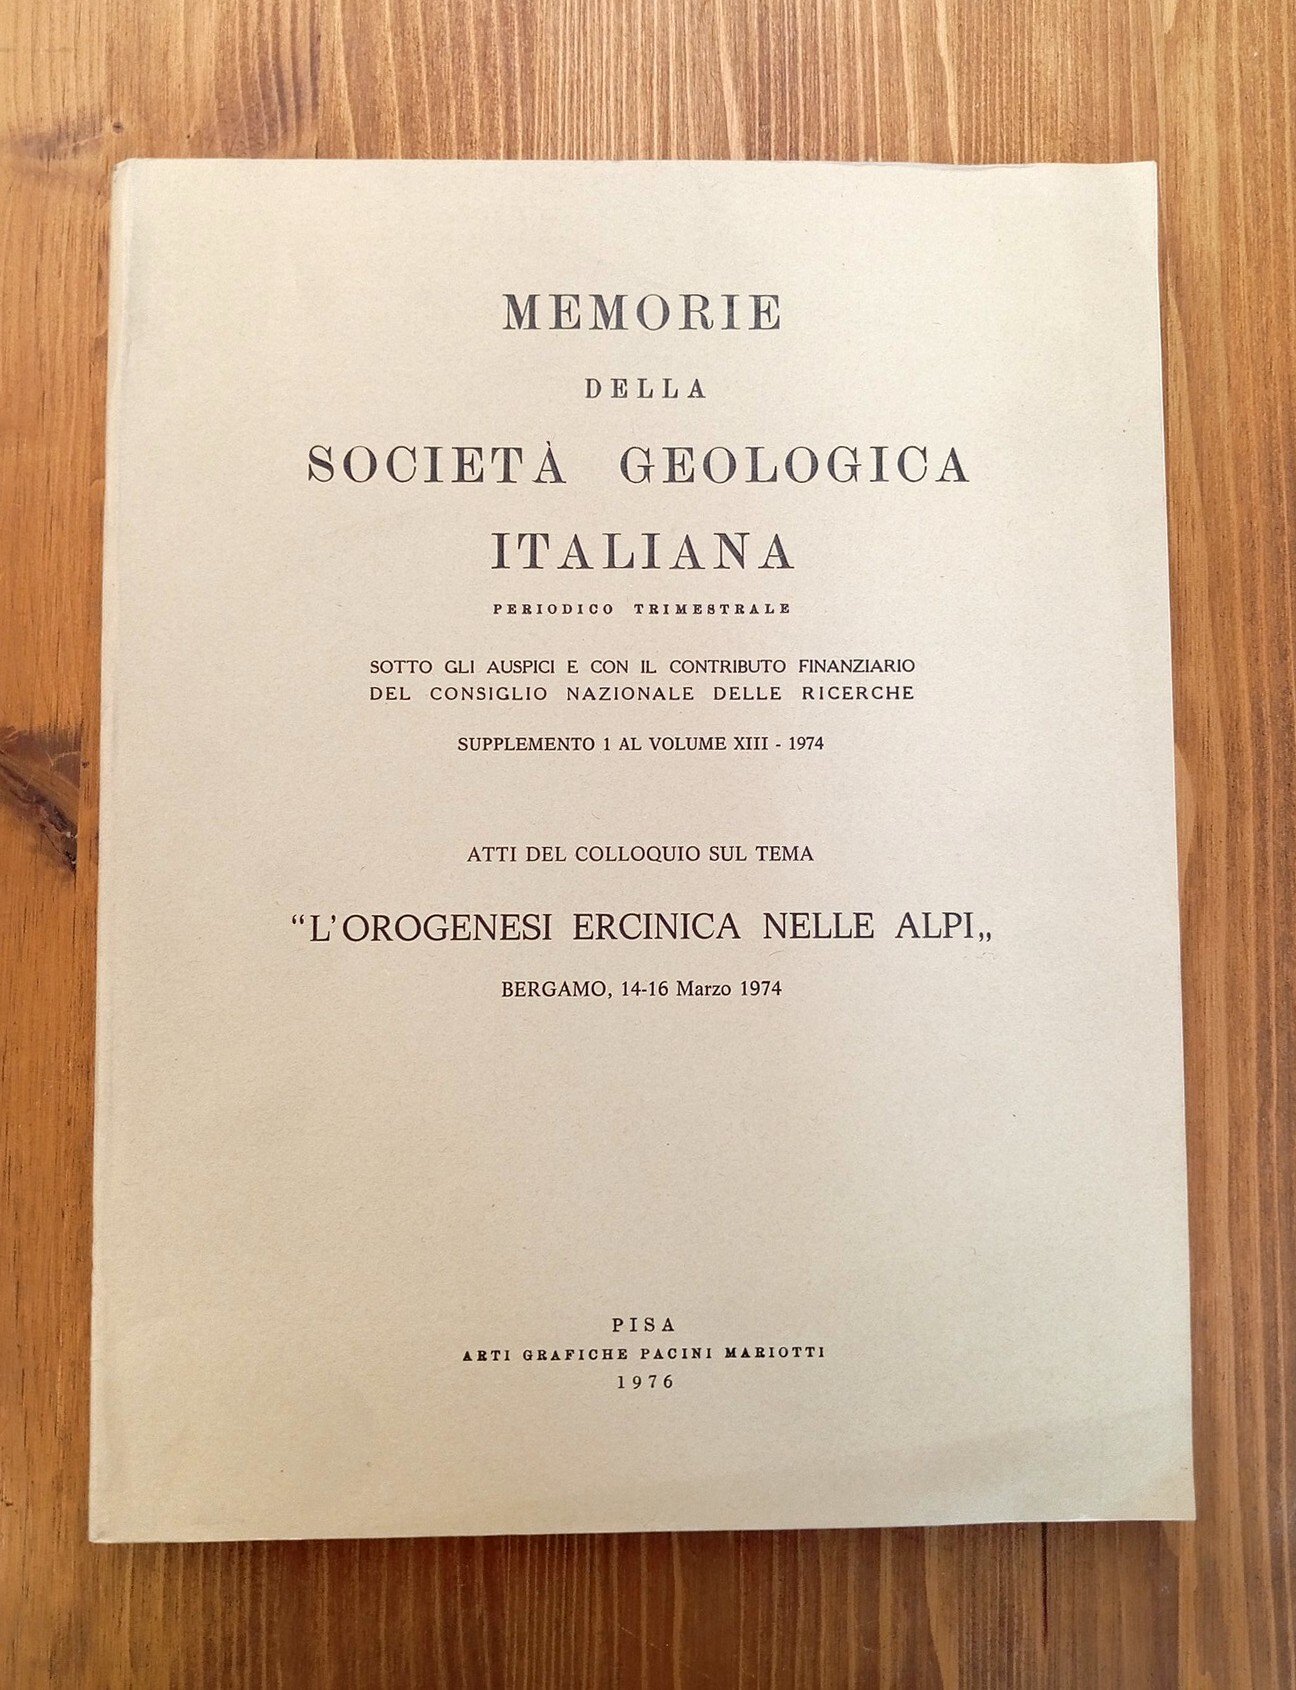 MEMORIE
DELLA
SOCIETÀ GEOLOGICA
ITALIANA
PERIODICO TRIMESTRALE
SOTTO GLI AUSPICI E CON IL CONTRIBUTO FINANZIARIO
DEL CONSIGLIO NAZIONALE DELLE RICERCHE
SUPPLEMENTO 1 AL VOLUME XIII - 1974
ATTI DEL COLLOQUIO SUL TEMA
“L'OROGENESI ERCINICA NELLE ALPI„
BERGAMO, 14-16 Marzo 1974
PISA
ARTI GRAFICHE PACINI MARIOTTI
1976